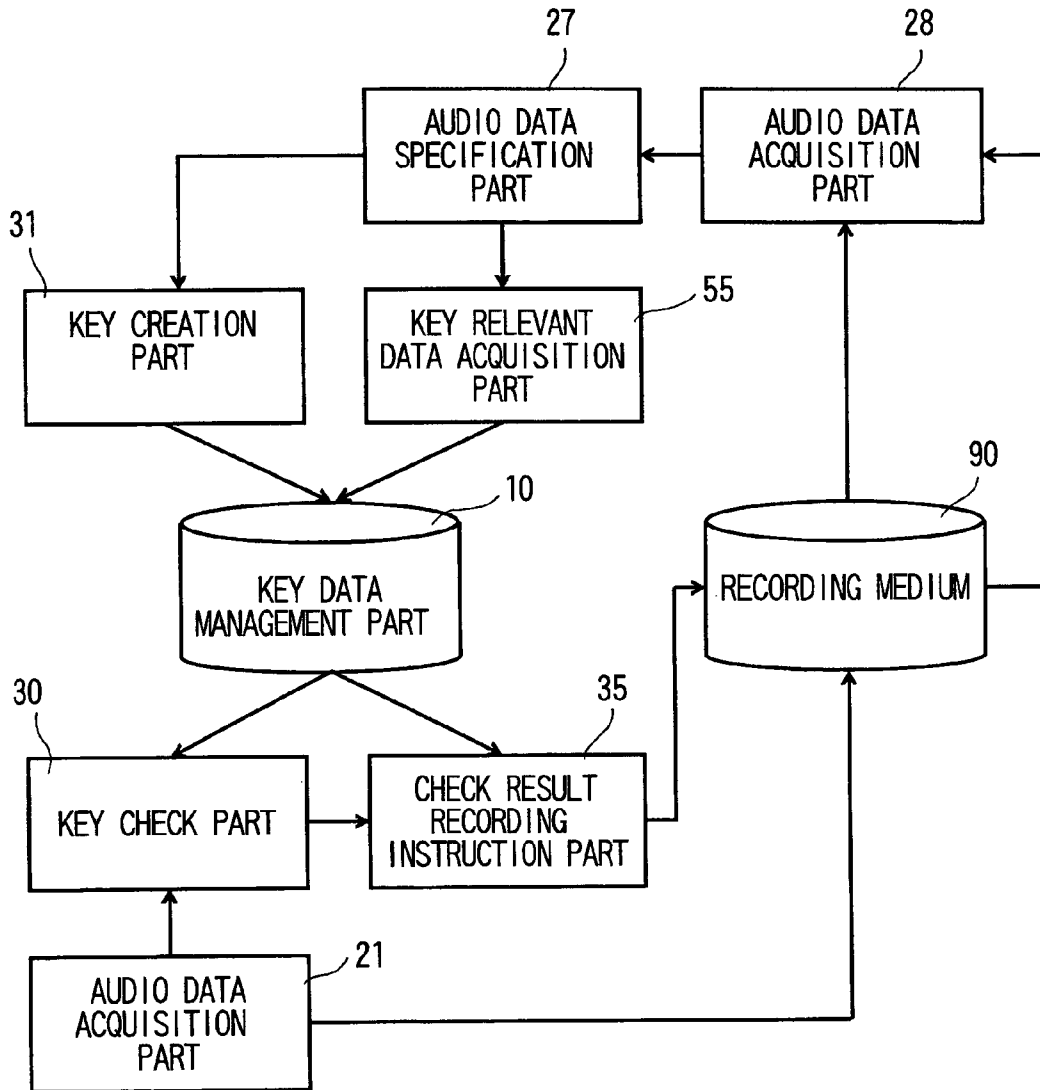 27
28
AUDIO DATA
SPECIFICATION
PART
AUDIO DATA
ACQUISITION
PART
31
55
KEY CREATION
PART
KEY RELEVANT
DATA ACQUISITION
PART
10
90
KEY DATA
MANAGEMENT PART
RECORDING MEDIUM
30
35
KEY CHECK PART
CHECK RESULT
RECORDING
INSTRUCTION PART
21
AUDIO DATA
ACQUISITION
PART